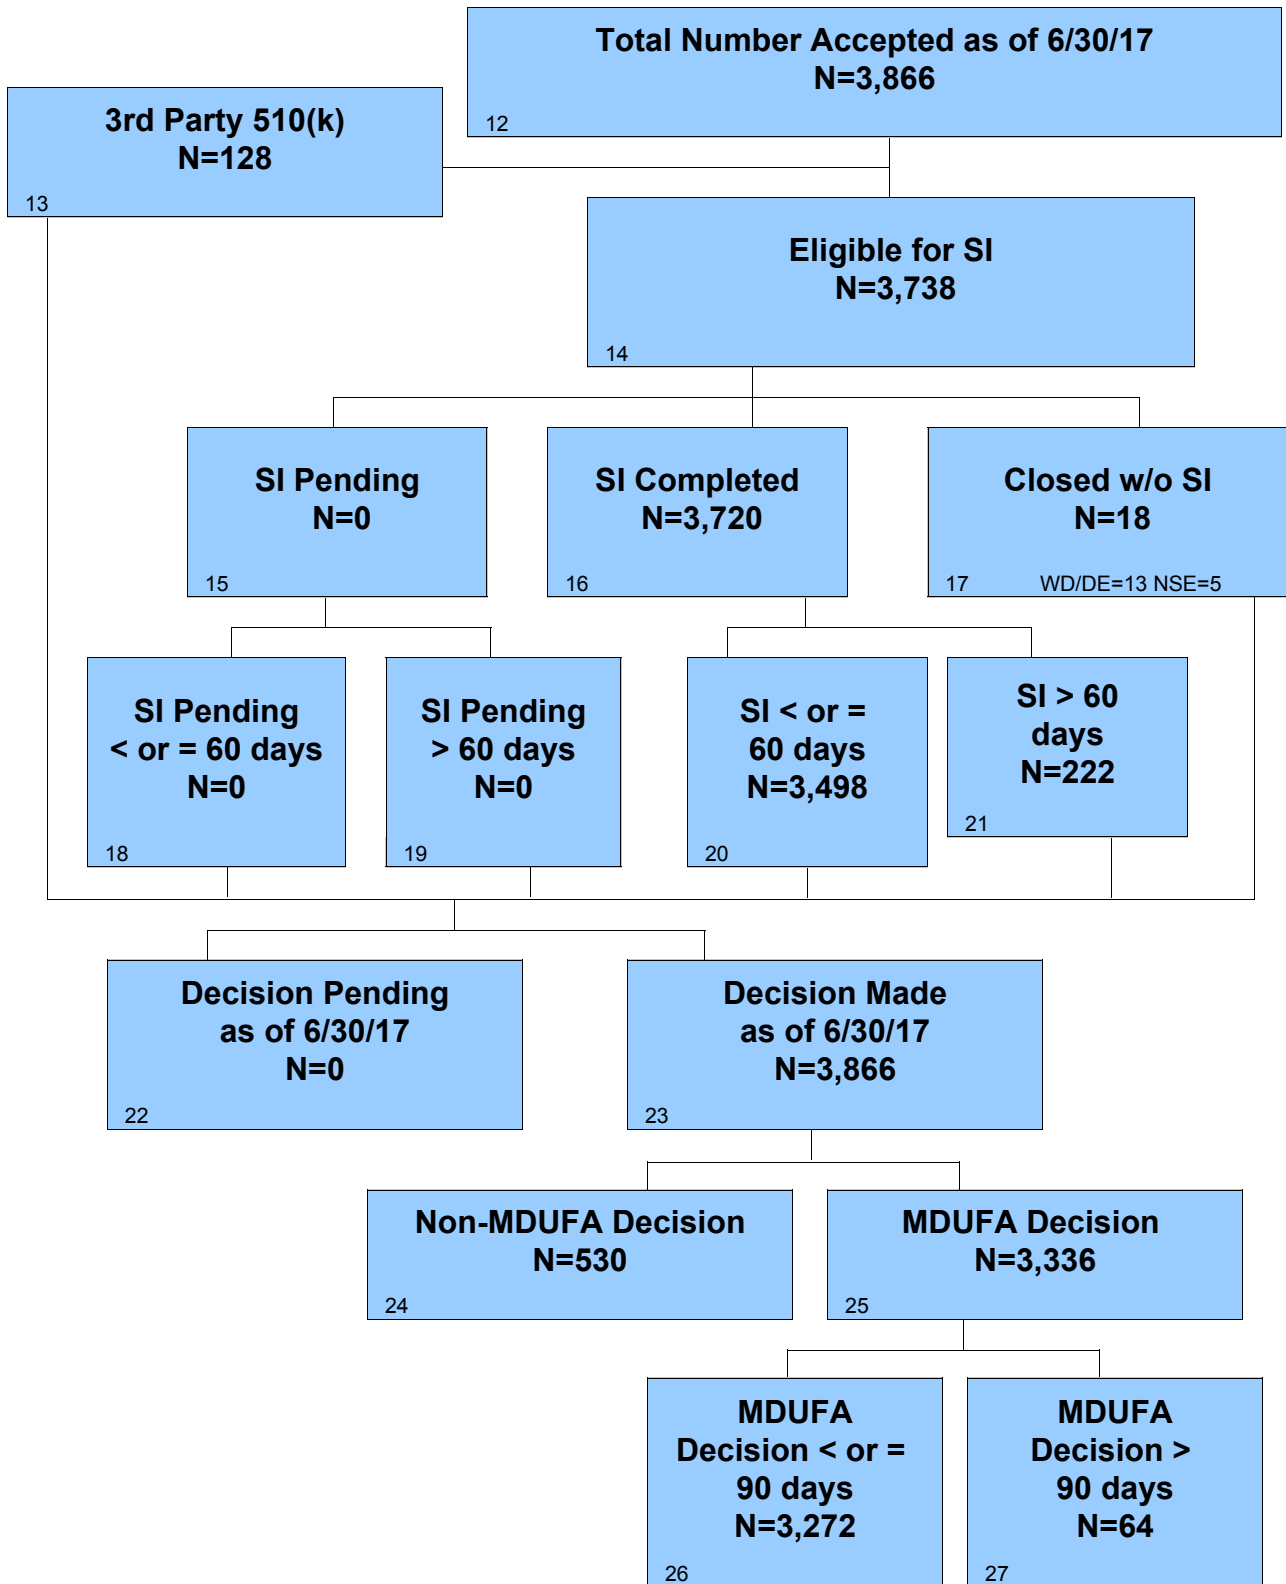 Total Number Accepted as of 6/30/17
N=3,866
12
3rd Party 510(k)
N=128
13
Eligible for SI
N=3,738
14
SI Pending
N=0
15
SI Completed
N=3,720
16
Closed w/o SI
N=18
17 WD/DE=13 NSE=5
SI Pending
< or = 60 days
N=0
18
SI Pending
> 60 days
N=0
19
SI < or =
60 days
N=3,498
20
SI > 60
days
N=222
21
Decision Pending
as of 6/30/17
N=0
22
Decision Made
as of 6/30/17
N=3,866
23
Non-MDUFA Decision
N=530
24
MDUFA Decision
N=3,336
25
MDUFA
Decision < or =
90 days
N=3,272
26
MDUFA
Decision >
90 days
N=64
27